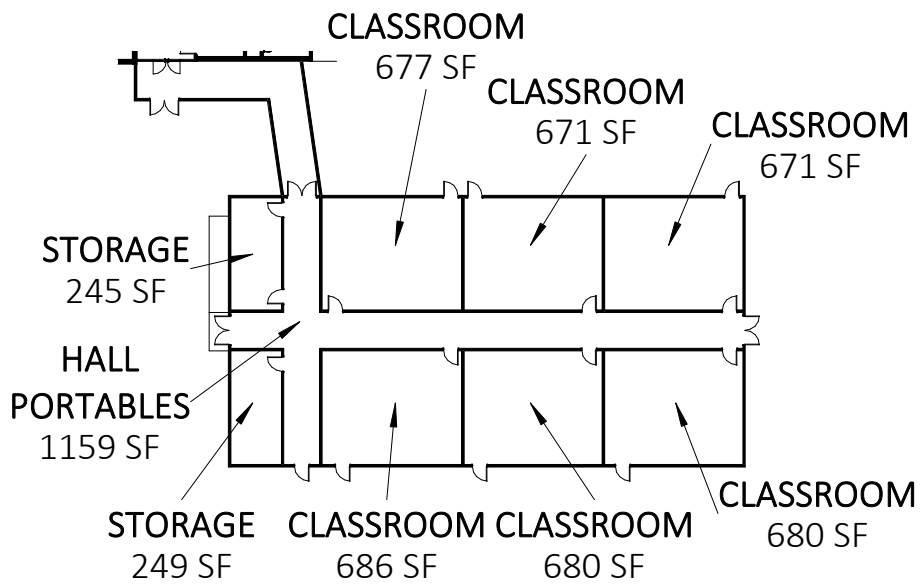 CLASSROOM
677 SF
CLASSROOM
671 SF
CLASSROOM
671 SF
STORAGE
245 SF
HALL
PORTABLES
1159 SF
STORAGE
249 SF
CLASSROOM
686 SF
CLASSROOM
680 SF
CLASSROOM
680 SF